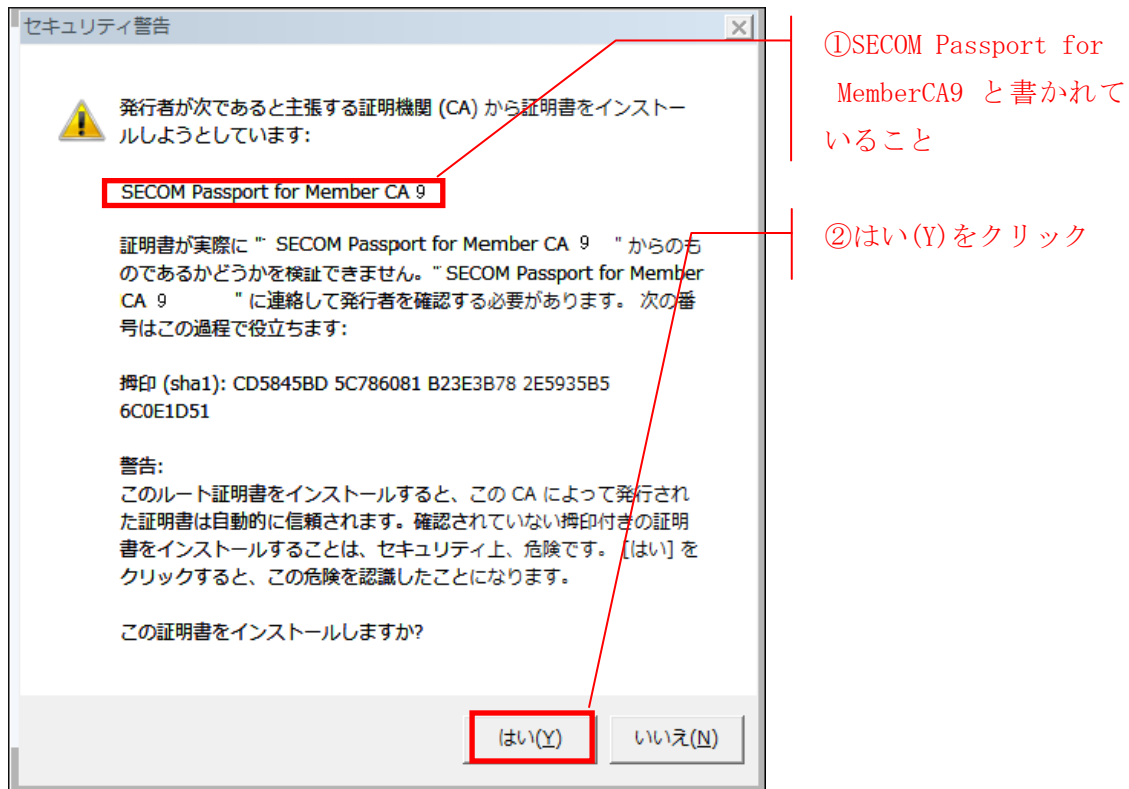 セキュリティ警告
発行者が次であると主張する証明機関 (CA) から証明書をインストー
ルしようとしています:
SECOM Passport for Member CA 9
証明書が実際に "˙ SECOM Passport for Member CA 9 " からのも
のであるかどうかを検証できません。"˙ SECOM Passport for Member
CA 9 " に連絡して発行者を確認する必要があります。 次の番
号はこの過程で役立ちます:
拇印 (sha1): CD5845BD 5C786081 B23E3B78 2E5935B5
6C0E1D51
警告:
このルート証明書をインストールすると、この CA によって発行され
た証明書は自動的に信頼されます。確認されていない拇印付きの証明
書をインストールすることは、セキュリティ上、危険です。 [はい] を
クリックすると、この危険を認識したことになります。
この証明書をインストールしますか?
はい(Y)
いいえ(N)
①SECOM Passport for
MemberCA9 と書かれて
いること
②はい(Y)をクリック